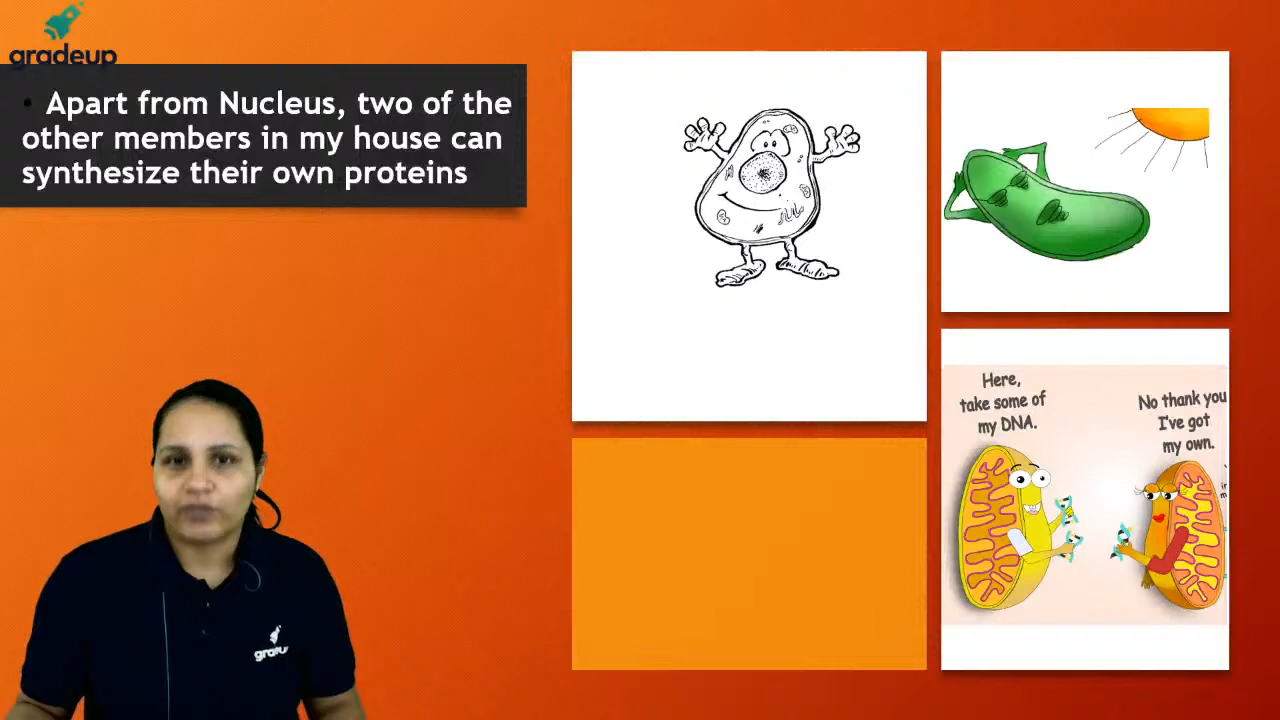 gradeup
• Apart from Nucleus, two of the
other members in my house can
synthesize their own proteins
Here,
take some of
my DNA.
No thank you
I've got
my own.